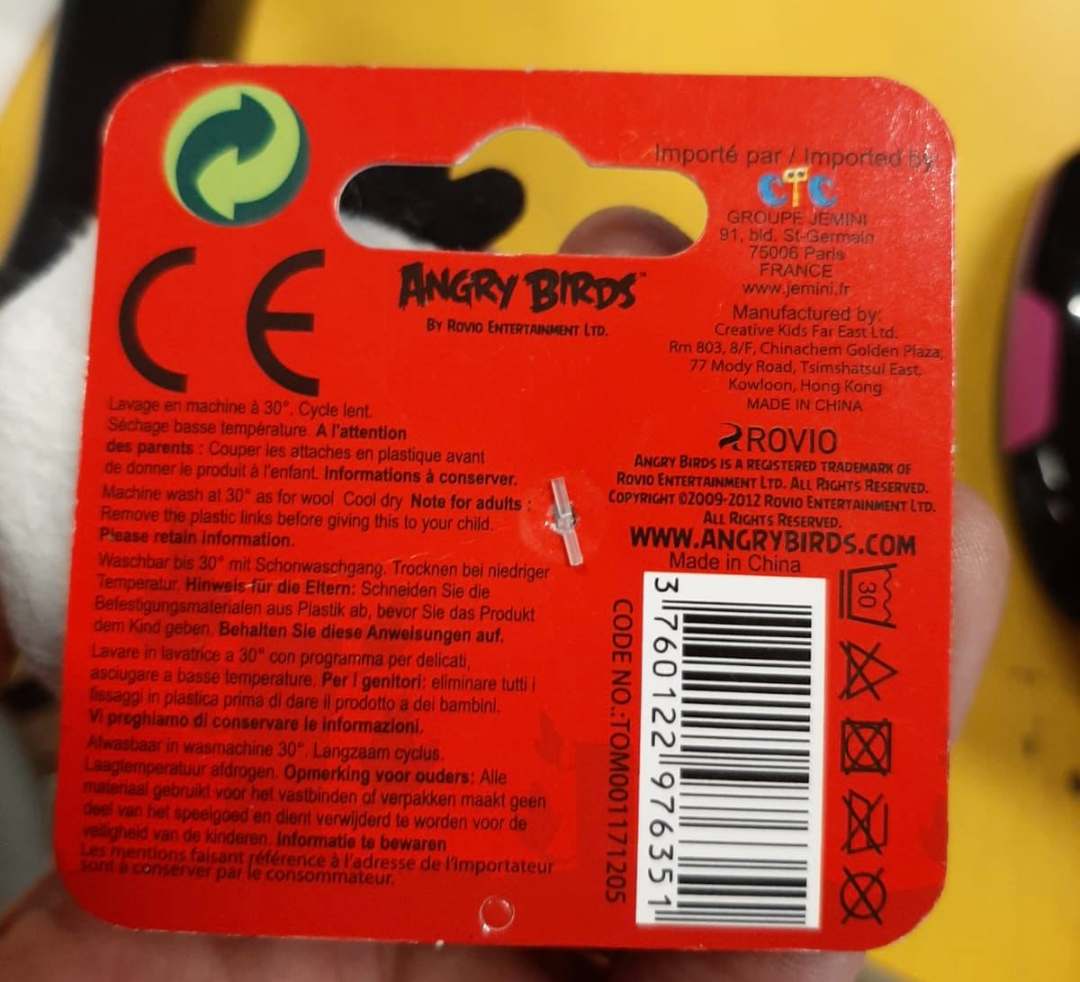 CE
ANGRY BIRDS™
BY ROVIO ENTERTAINMENT LTD.
Importé par / Imported by
CTC
GROUPE JEMINI
91, bld. St-Germain
75006 Paris
FRANCE
www.jemini.fr
Manufactured by:
Creative Kids Far East Ltd.
Rm 803, 8/F, Chinachem Golden Plaza,
77 Mody Road, Tsimshatsui East,
Kowloon, Hong Kong
MADE IN CHINA
ROVIO
ANGRY BIRDS IS A REGISTERED TRADEMARK OF
ROVIO ENTERTAINMENT LTD. ALL RIGHTS RESERVED.
COPYRIGHT ©2009-2012 ROVIO ENTERTAINMENT LTD.
ALL RIGHTS RESERVED.
WWW.ANGRYBIRDS.COM
Made in China
Lavage en machine à 30°. Cycle lent.
Séchage basse température. A l'attention
des parents : Couper les attaches en plastique avant
de donner le produit à l'enfant. Informations à conserver.
Machine wash at 30° as for wool Cool dry Note for adults :
Remove the plastic links before giving this to your child.
Please retain information.
Waschbar bis 30° mit Schonwaschgang. Trocknen bei niedriger
Temperatur. Hinweis für die Eltern: Schneiden Sie die
Befestigungsmaterialen aus Plastik ab, bevor Sie das Produkt
dem Kind geben. Behalten Sie diese Anweisungen auf.
Lavare in lavatrice a 30° con programma per delicati,
asciugare a basse temperature. Per i genitori: eliminare tutti i
fissaggi in plastica prima di dare il prodotto a dei bambini.
Vi preghiamo di conservare le informazioni.
Afwasbaar in wasmachine 30°. Langzaam cyclus.
Laagtemperatuur afdrogen. Opmerking voor ouders: Alle
materiaal gebruikt voor het vastbinden of verpakken maakt geen
deel van het speelgoed en dient verwijderd te worden voor de
veiligheid van de kinderen. Informatie te bewaren
Les mentions faisant référence à l'adresse de l'importateur
sont à conserver par le consommateur.
CODE NO.:TOM001171205
3 760122 976351
30